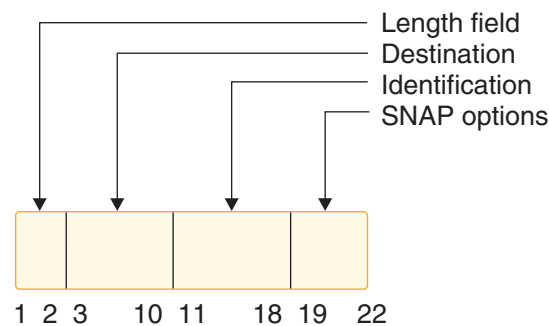 Length field
Destination
Identification
SNAP options
1 2 3 10 11 18 19 22